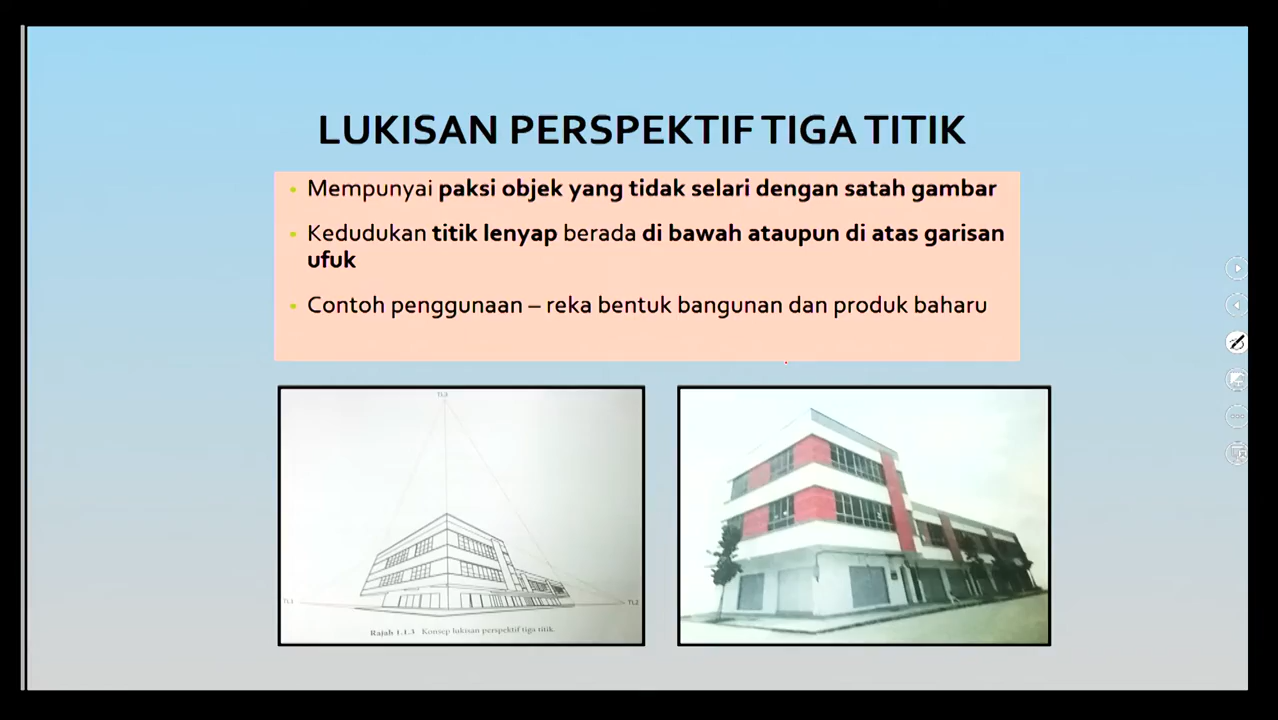 LUKISAN PERSPEKTIF TIGA TITIK
• Mempunyai paksi objek yang tidak selari dengan satah gambar
• Kedudukan titik lenyap berada di bawah ataupun di atas garisan
ufuk
• Contoh penggunaan – reka bentuk bangunan dan produk baharu
TL3
TL1
TL2
Rajah 1.1.3 Konsep lukisan perspektif tiga titik.